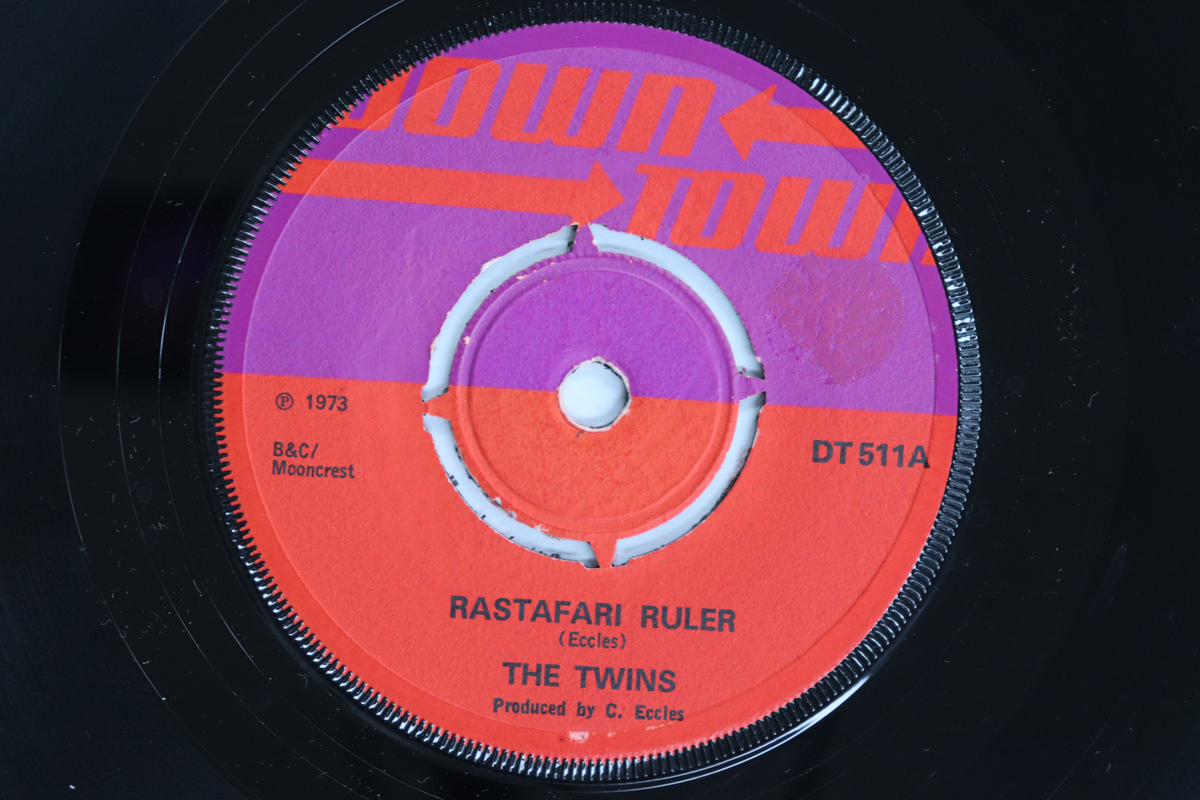 DOWN
TOWN
℗ 1973
B&C/
Mooncrest
DT 511A
RASTAFARI RULER
(Eccles)
THE TWINS
Produced by C. Eccles